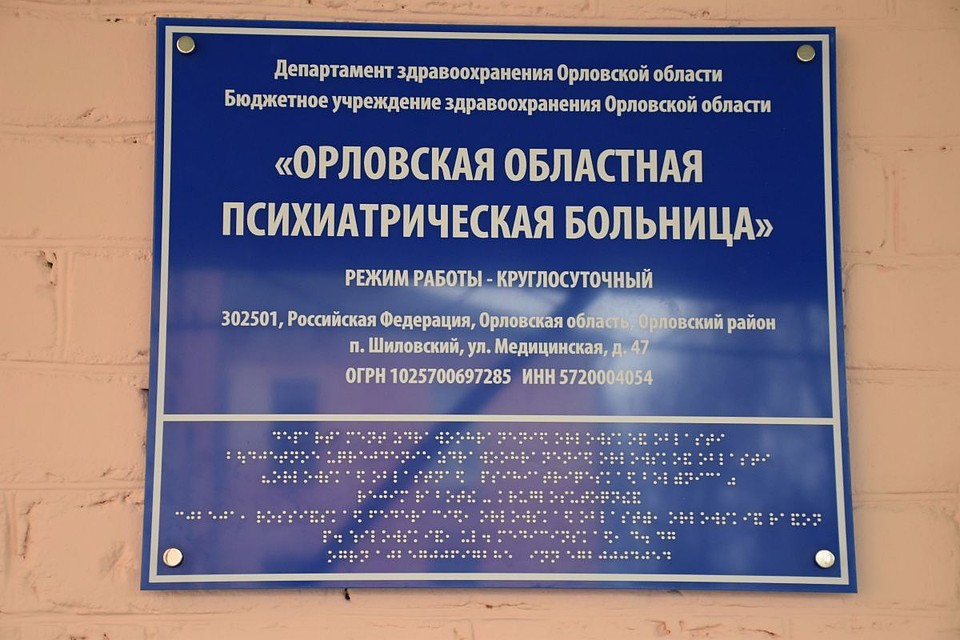 Департамент здравоохранения Орловской области
Бюджетное учреждение здравоохранения Орловской области
«ОРЛОВСКАЯ ОБЛАСТНАЯ
ПСИХИАТРИЧЕСКАЯ БОЛЬНИЦА»
РЕЖИМ РАБОТЫ - КРУГЛОСУТОЧНЫЙ
302501, Российская Федерация, Орловская область, Орловский район
п. Шиловский, ул. Медицинская, д. 47
ОГРН 1025700697285 ИНН 5720004054